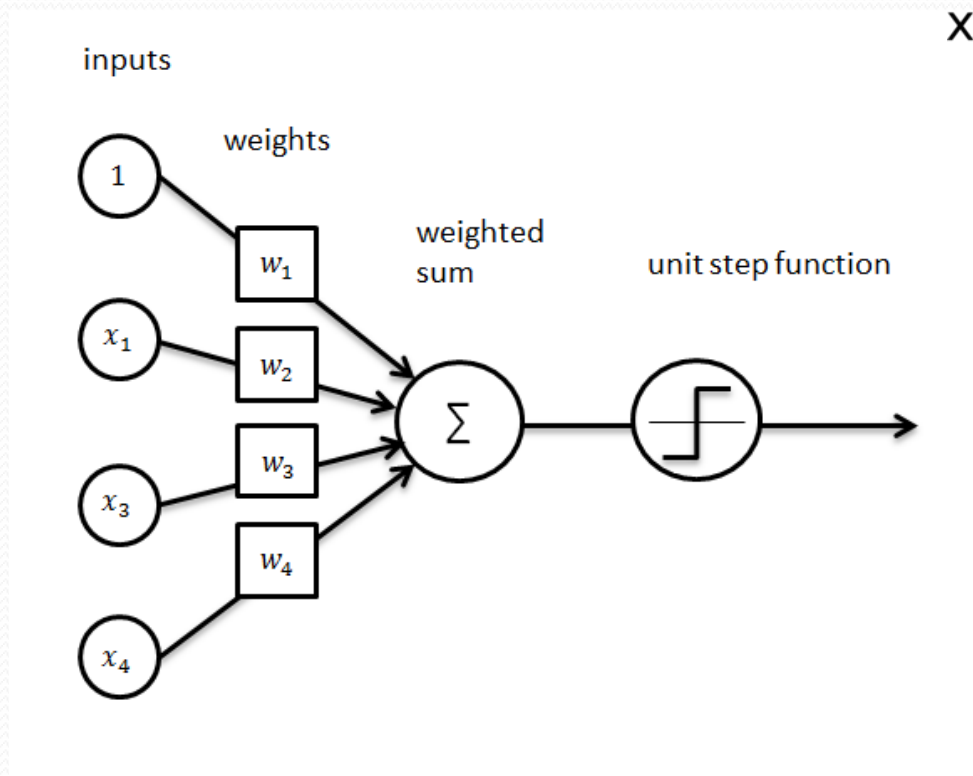 X
inputs
weights
1
weighted
sum
unit step function
w₁
x₁
w₂
∑
w₃
x₃
w₄
x₄